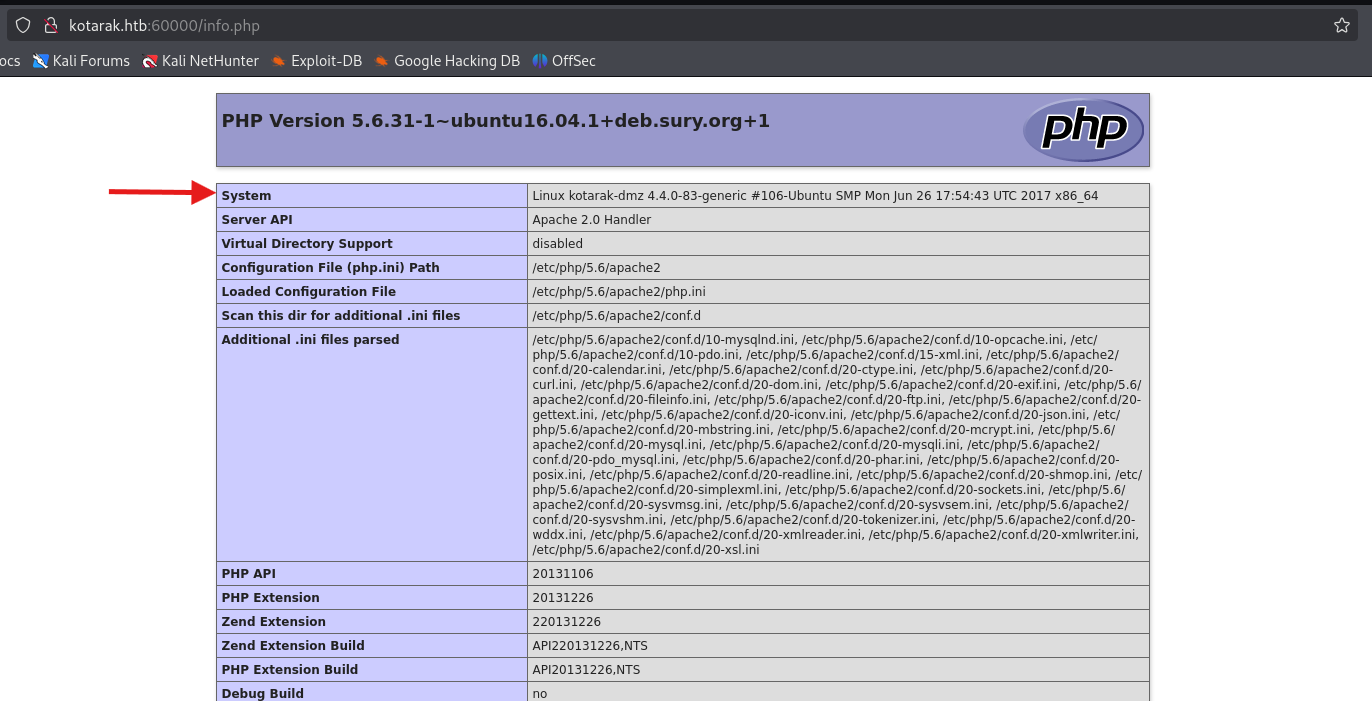 kotarak.htb:60000/info.php
ocs Kali Forums Kali NetHunter Exploit-DB Google Hacking DB OffSec
PHP Version 5.6.31-1~ubuntu16.04.1+deb.sury.org+1
php
System Linux kotarak-dmz 4.4.0-83-generic #106-Ubuntu SMP Mon Jun 26 17:54:43 UTC 2017 x86_64
Server API Apache 2.0 Handler
Virtual Directory Support disabled
Configuration File (php.ini) Path /etc/php/5.6/apache2
Loaded Configuration File /etc/php/5.6/apache2/php.ini
Scan this dir for additional .ini files /etc/php/5.6/apache2/conf.d
Additional .ini files parsed /etc/php/5.6/apache2/conf.d/10-mysqlnd.ini, /etc/php/5.6/apache2/conf.d/10-opcache.ini, /etc/
php/5.6/apache2/conf.d/10-pdo.ini, /etc/php/5.6/apache2/conf.d/15-xml.ini, /etc/php/5.6/apache2/
conf.d/20-calendar.ini, /etc/php/5.6/apache2/conf.d/20-ctype.ini, /etc/php/5.6/apache2/conf.d/20-
curl.ini, /etc/php/5.6/apache2/conf.d/20-dom.ini, /etc/php/5.6/apache2/conf.d/20-exif.ini, /etc/php/5.6/
apache2/conf.d/20-fileinfo.ini, /etc/php/5.6/apache2/conf.d/20-ftp.ini, /etc/php/5.6/apache2/conf.d/20-
gettext.ini, /etc/php/5.6/apache2/conf.d/20-iconv.ini, /etc/php/5.6/apache2/conf.d/20-json.ini, /etc/
php/5.6/apache2/conf.d/20-mbstring.ini, /etc/php/5.6/apache2/conf.d/20-mcrypt.ini, /etc/php/5.6/
apache2/conf.d/20-mysql.ini, /etc/php/5.6/apache2/conf.d/20-mysqli.ini, /etc/php/5.6/apache2/
conf.d/20-pdo_mysql.ini, /etc/php/5.6/apache2/conf.d/20-phar.ini, /etc/php/5.6/apache2/conf.d/20-
posix.ini, /etc/php/5.6/apache2/conf.d/20-readline.ini, /etc/php/5.6/apache2/conf.d/20-shmop.ini, /etc/
php/5.6/apache2/conf.d/20-simplexml.ini, /etc/php/5.6/apache2/conf.d/20-sockets.ini, /etc/php/5.6/
apache2/conf.d/20-sysvmsg.ini, /etc/php/5.6/apache2/conf.d/20-sysvsem.ini, /etc/php/5.6/apache2/
conf.d/20-sysvshm.ini, /etc/php/5.6/apache2/conf.d/20-tokenizer.ini, /etc/php/5.6/apache2/conf.d/20-
wddx.ini, /etc/php/5.6/apache2/conf.d/20-xmlreader.ini, /etc/php/5.6/apache2/conf.d/20-xmlwriter.ini,
/etc/php/5.6/apache2/conf.d/20-xsl.ini
PHP API 20131106
PHP Extension 20131226
Zend Extension 220131226
Zend Extension Build API220131226,NTS
PHP Extension Build API20131226,NTS
Debug Build no